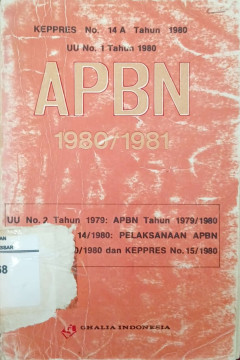 KEPPRES No. 14 A Tahun 1980
UU No. 1 Tahun 1980
APBN
1980/1981
UU No. 2 Tahun 1979: APBN Tahun 1979/1980
14/1980: PELAKSANAAN APBN
/1980 dan KEPPRES No. 15/1980
GHALIA INDONESIA